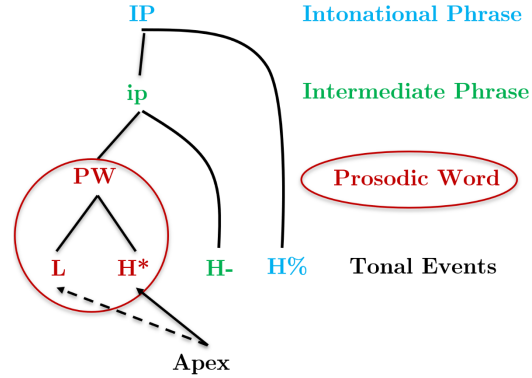 IP Intonational Phrase
ip Intermediate Phrase
PW Prosodic Word
L H* H- H% Tonal Events
Apex